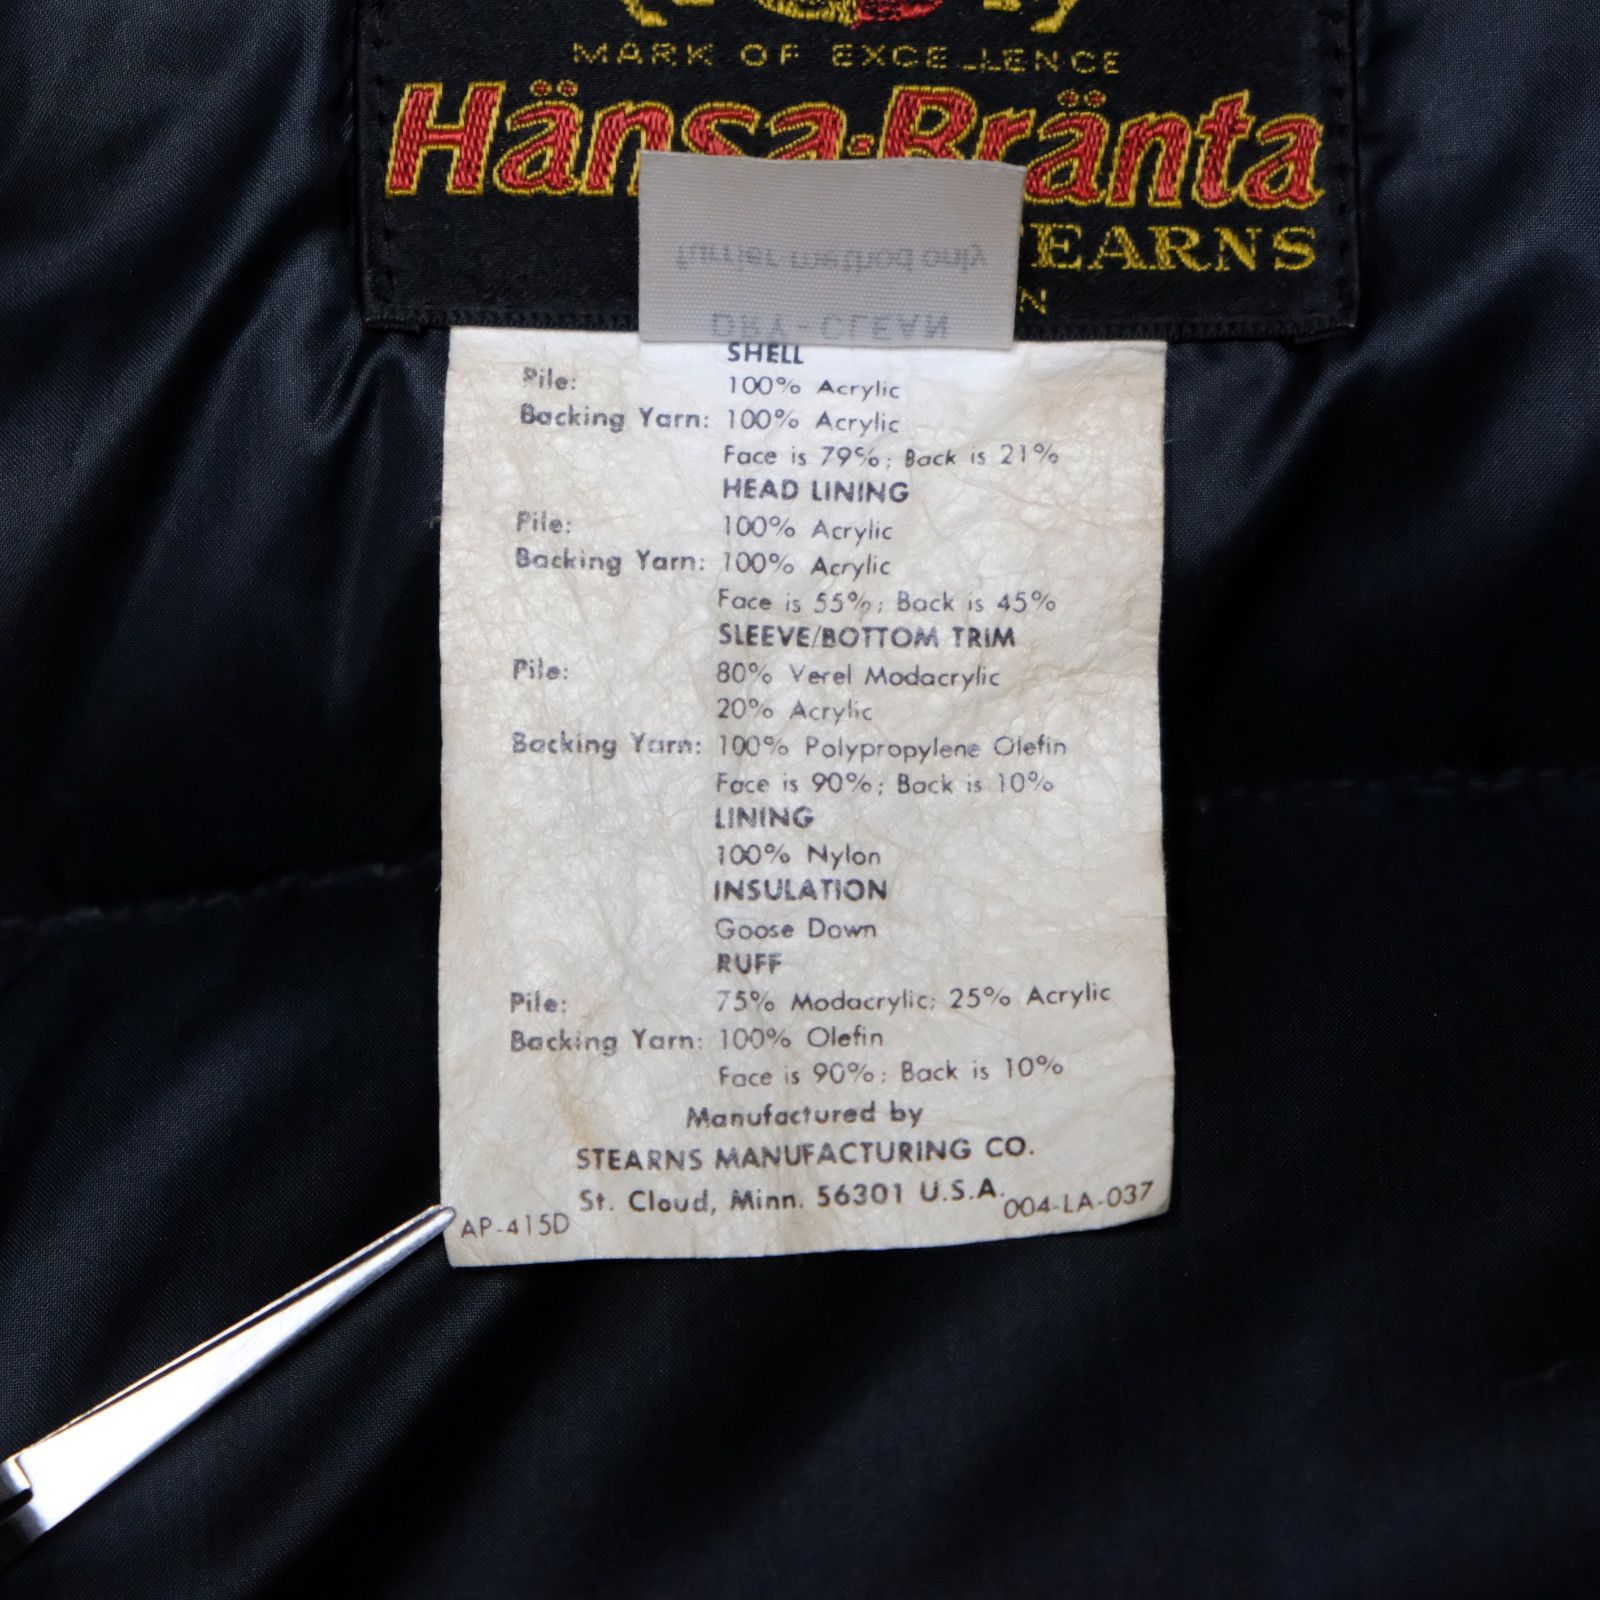 MARK OF EXCELLENCE
Hänsa·Bränta
TEARNS
N
furrier method only
DRY-CLEAN
SHELL
Pile: 100% Acrylic
Backing Yarn: 100% Acrylic
Face is 79%; Back is 21%
HEAD LINING
Pile: 100% Acrylic
Backing Yarn: 100% Acrylic
Face is 55%; Back is 45%
SLEEVE/BOTTOM TRIM
Pile: 80% Verel Modacrylic
20% Acrylic
Backing Yarn: 100% Polypropylene Olefin
Face is 90%; Back is 10%
LINING
100% Nylon
INSULATION
Goose Down
RUFF
Pile: 75% Modacrylic; 25% Acrylic
Backing Yarn: 100% Olefin
Face is 90%; Back is 10%
Manufactured by
STEARNS MANUFACTURING CO.
St. Cloud, Minn. 56301 U.S.A.
AP-415D 004-LA-037